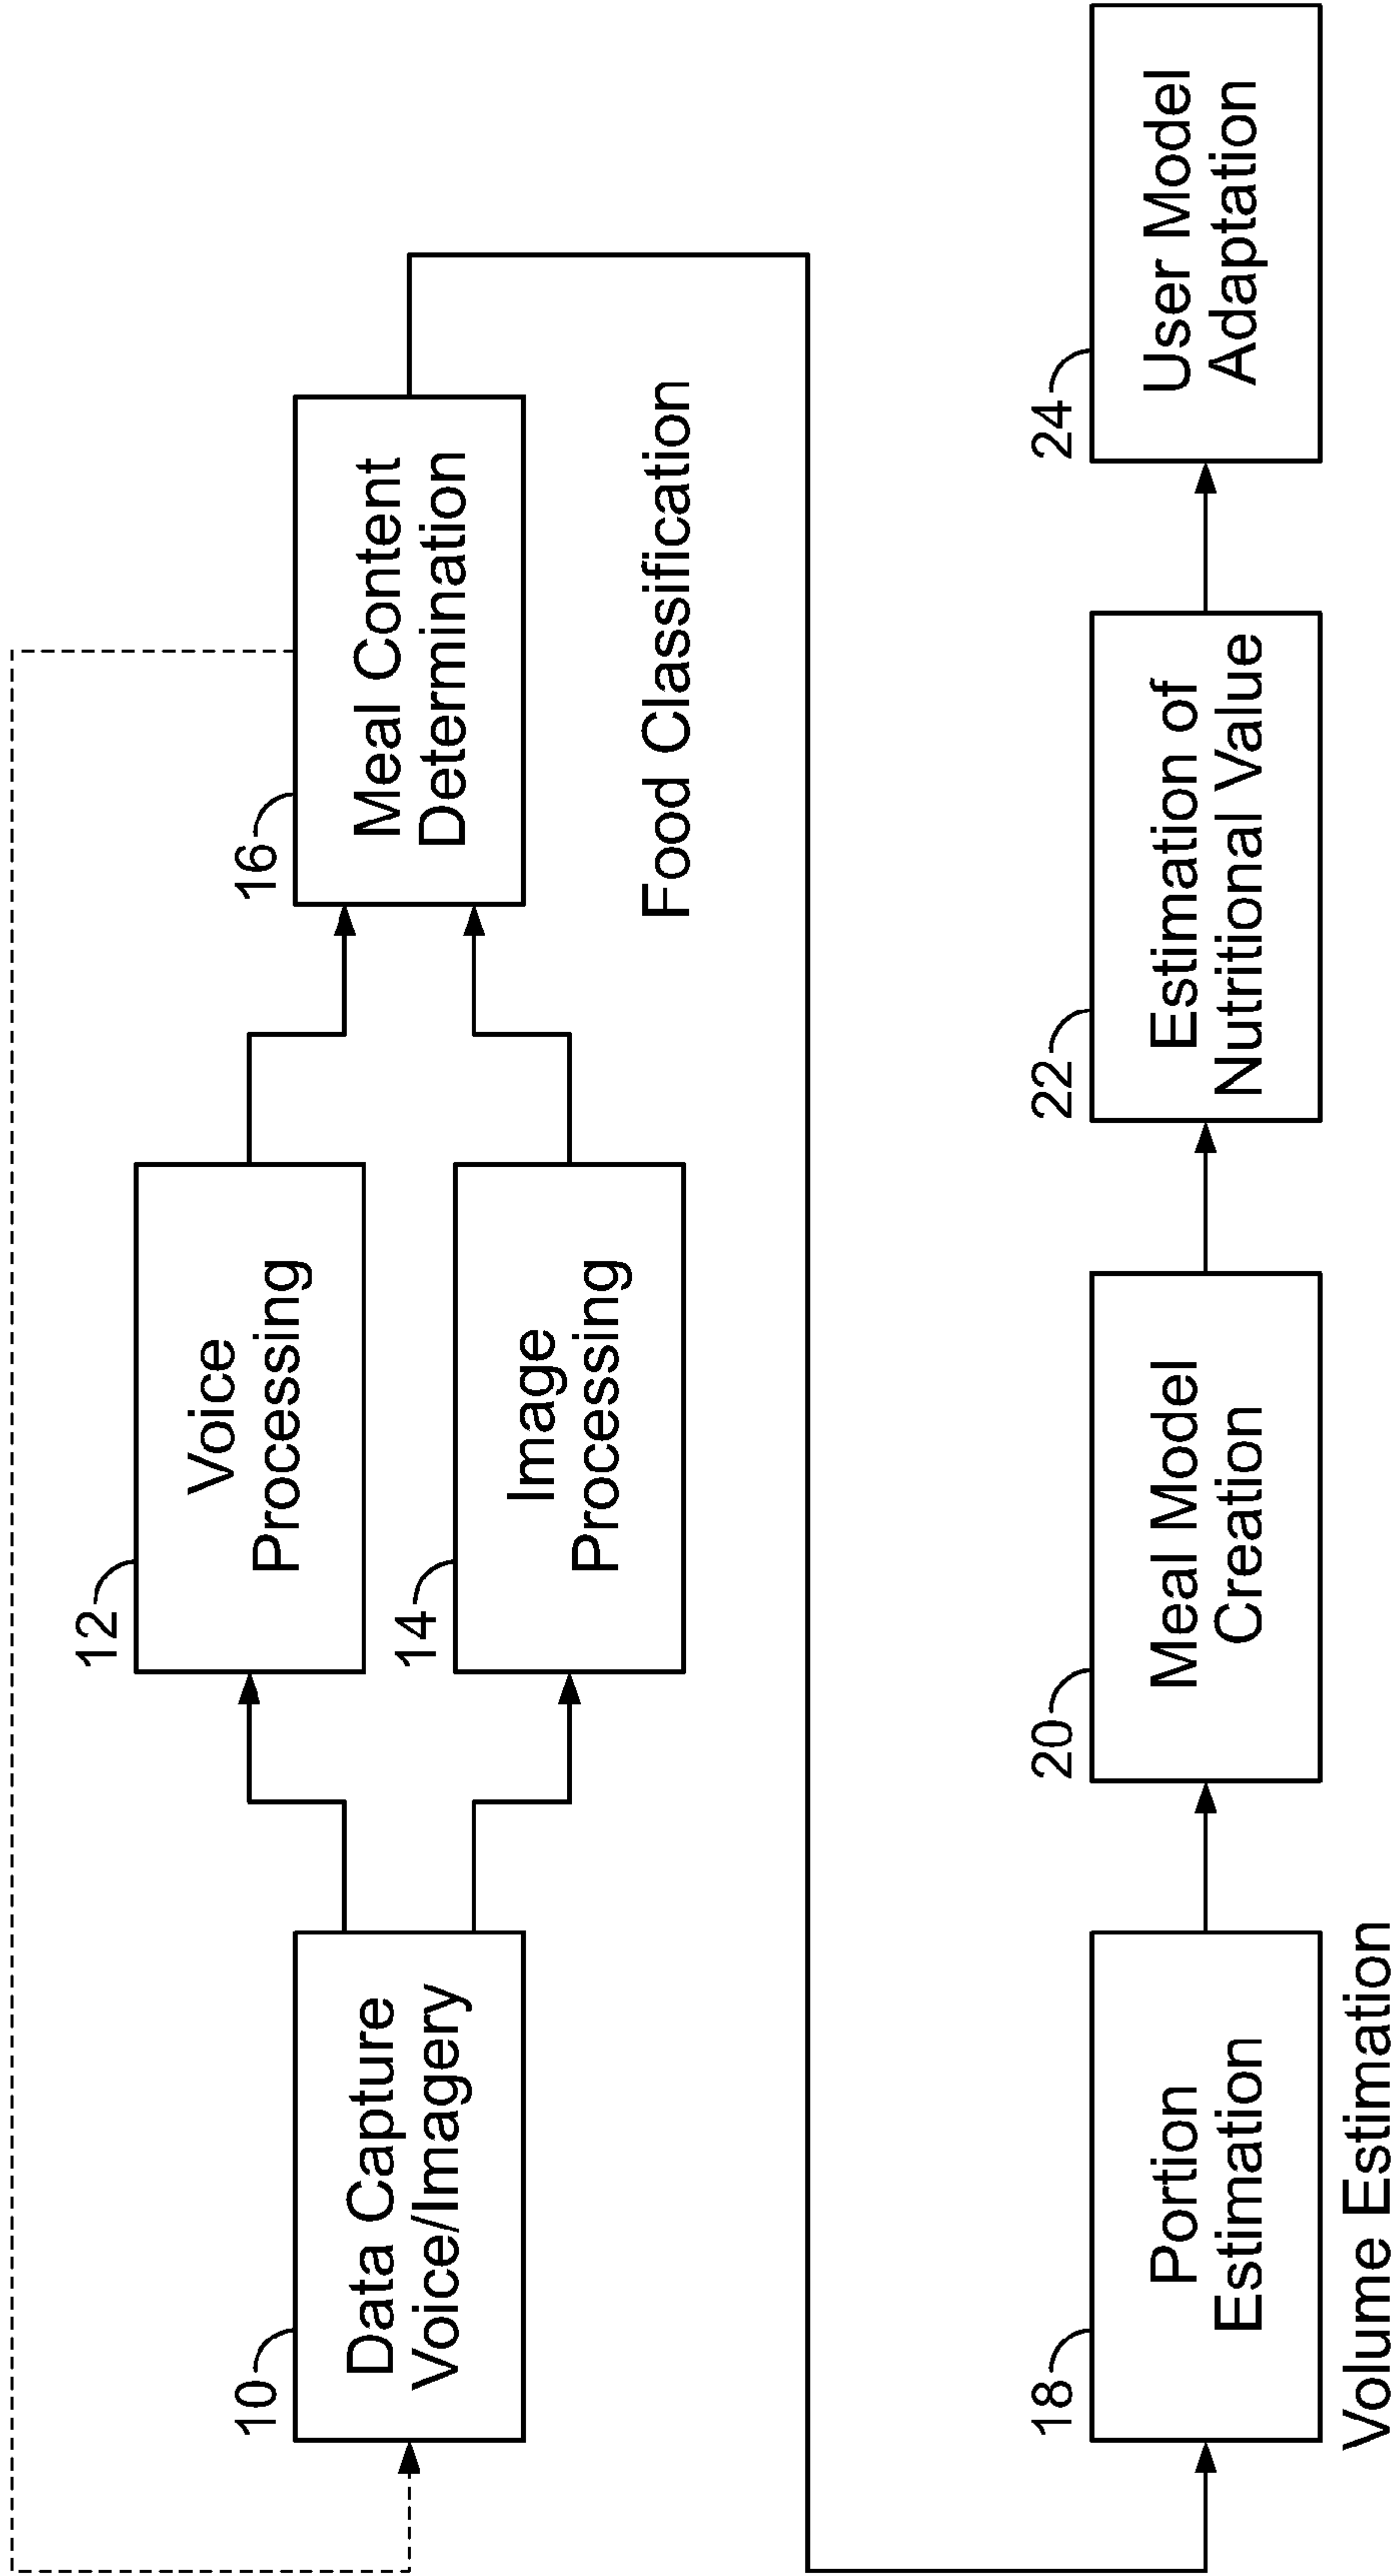 10
Data Capture
Voice/Imagery
12
Voice
Processing
14
Image
Processing
16
Meal Content
Determination
Food Classification
18
Portion
Estimation
Volume Estimation
20
Meal Model
Creation
22
Estimation of
Nutritional Value
24
User Model
Adaptation